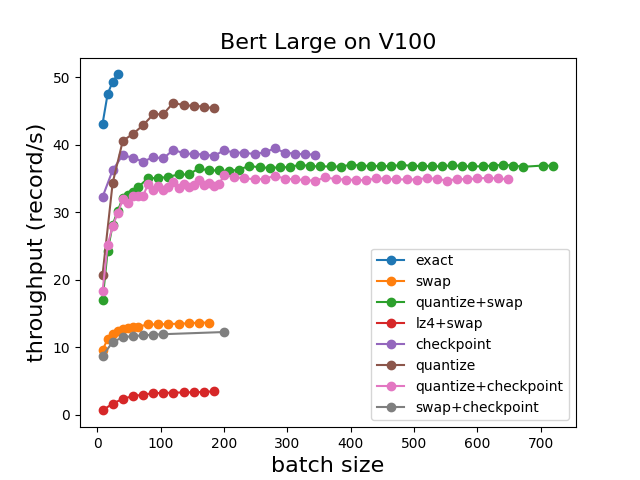 Bert Large on V100
throughput (record/s)
50
40
30
20
10
0
exact
swap
quantize+swap
lz4+swap
checkpoint
quantize
quantize+checkpoint
swap+checkpoint
0 100 200 300 400 500 600 700
batch size